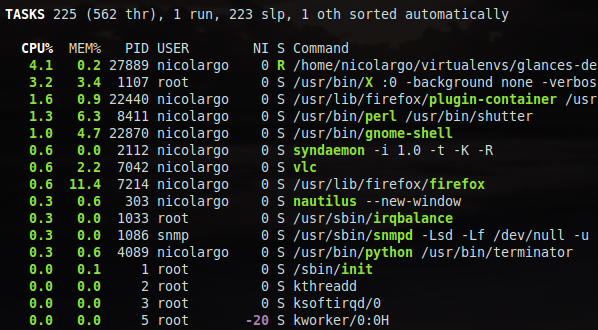 TASKS 225 (562 thr), 1 run, 223 slp, 1 oth sorted automatically
CPU% MEM% PID USER NI S Command
4.1 0.2 27889 nicolargo 0 R /home/nicolargo/virtualenvs/glances-de
3.2 3.4 1107 root 0 S /usr/bin/X :0 -background none -verbos
1.6 0.9 22440 nicolargo 0 S /usr/lib/firefox/plugin-container /usr
1.3 6.3 8411 nicolargo 0 S /usr/bin/perl /usr/bin/shutter
1.0 4.7 22870 nicolargo 0 S /usr/bin/gnome-shell
0.6 0.0 2112 nicolargo 0 S syndaemon -i 1.0 -t -K -R
0.6 2.2 7042 nicolargo 0 S vlc
0.6 11.4 7214 nicolargo 0 S /usr/lib/firefox/firefox
0.3 0.6 303 nicolargo 0 S nautilus --new-window
0.3 0.0 1033 root 0 S /usr/sbin/irqbalance
0.3 0.0 1086 snmp 0 S /usr/sbin/snmpd -Lsd -Lf /dev/null -u
0.3 0.6 4089 nicolargo 0 S /usr/bin/python /usr/bin/terminator
0.0 0.1 1 root 0 S /sbin/init
0.0 0.0 2 root 0 S kthreadd
0.0 0.0 3 root 0 S ksoftirqd/0
0.0 0.0 5 root -20 S kworker/0:0H